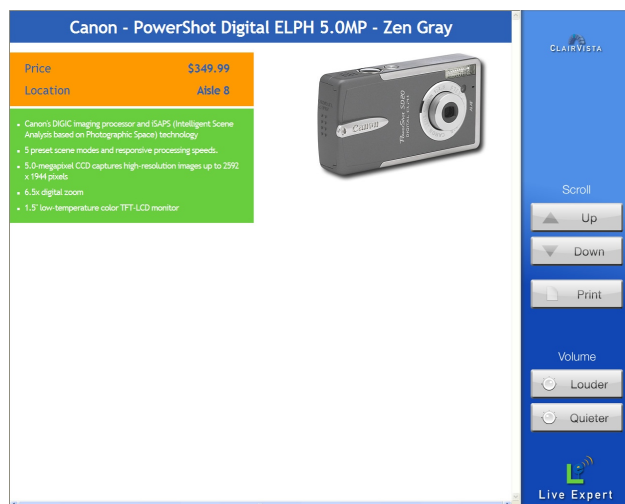 Canon - PowerShot Digital ELPH 5.0MP - Zen Gray
CLAIRVISTA
Price $349.99
Location Aisle 8
• Canon's DIGIC imaging processor and iSAPS (Intelligent Scene
Analysis based on Photographic Space) technology
• 5 preset scene modes and responsive processing speeds.
• 5.0-megapixel CCD captures high-resolution images up to 2592
x 1944 pixels
• 6.5x digital zoom
• 1.5" low-temperature color TFT-LCD monitor
Canon
PowerShot SD20
DIGITAL ELPH
Scroll
Up
Down
Print
Volume
Louder
Quieter
Live Expert